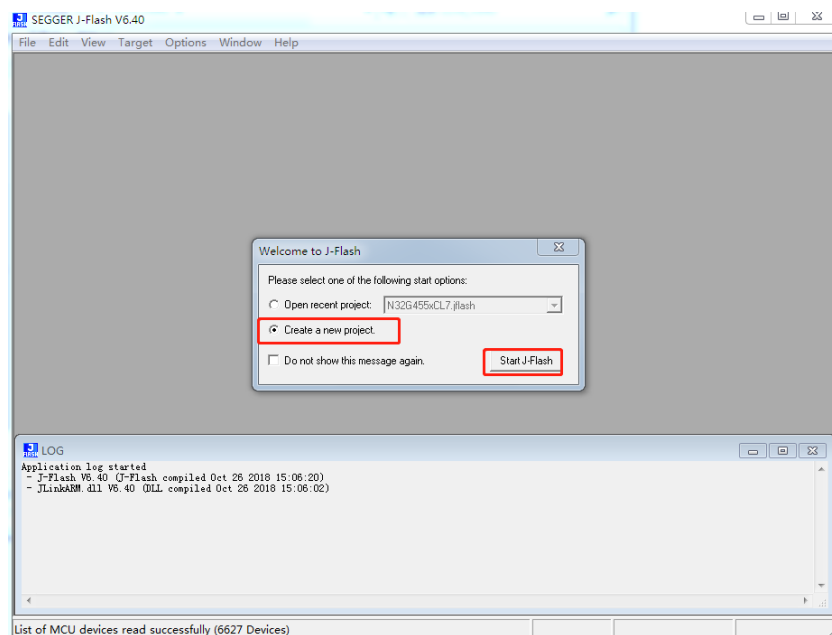 SEGGER J-Flash V6.40
File Edit View Target Options Window Help
Welcome to J-Flash
Please select one of the following start options:
Open recent project: N32G455xCL7.jflash
Create a new project.
Do not show this message again. Start J-Flash
LOG
Application log started
- J-Flash V6.40 (J-Flash compiled Oct 26 2018 15:06:20)
- JLinkARM.dll V6.40 (DLL compiled Oct 26 2018 15:06:02)
List of MCU devices read successfully (6627 Devices)